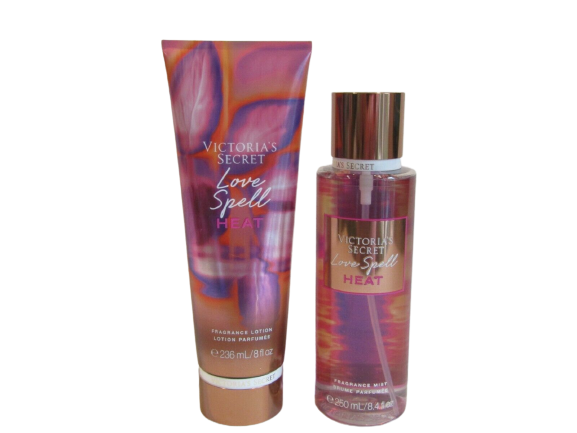 VICTORIA'S
SECRET
Love
Spell
HEAT
FRAGRANCE LOTION
LOTION PARFUMÉE
℮ 236 mL/8 fl oz
SECRET
VICTORIA'S
SECRET
Love Spell
HEAT
FRAGRANCE MIST
BRUME PARFUMÉE
℮ 250 mL/8.4 fl oz